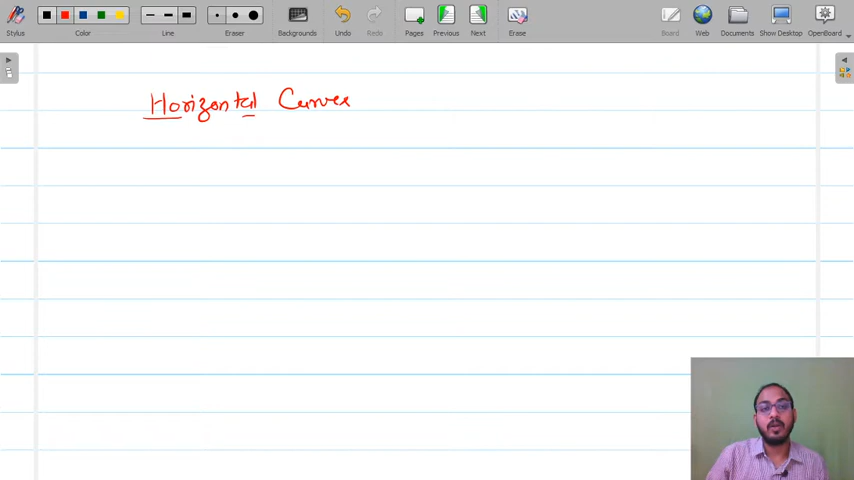 Stylus Color Line Eraser Backgrounds Undo Redo Pages Previous Next Erase Board Web Documents Show Desktop OpenBoard
Horizontal Curves